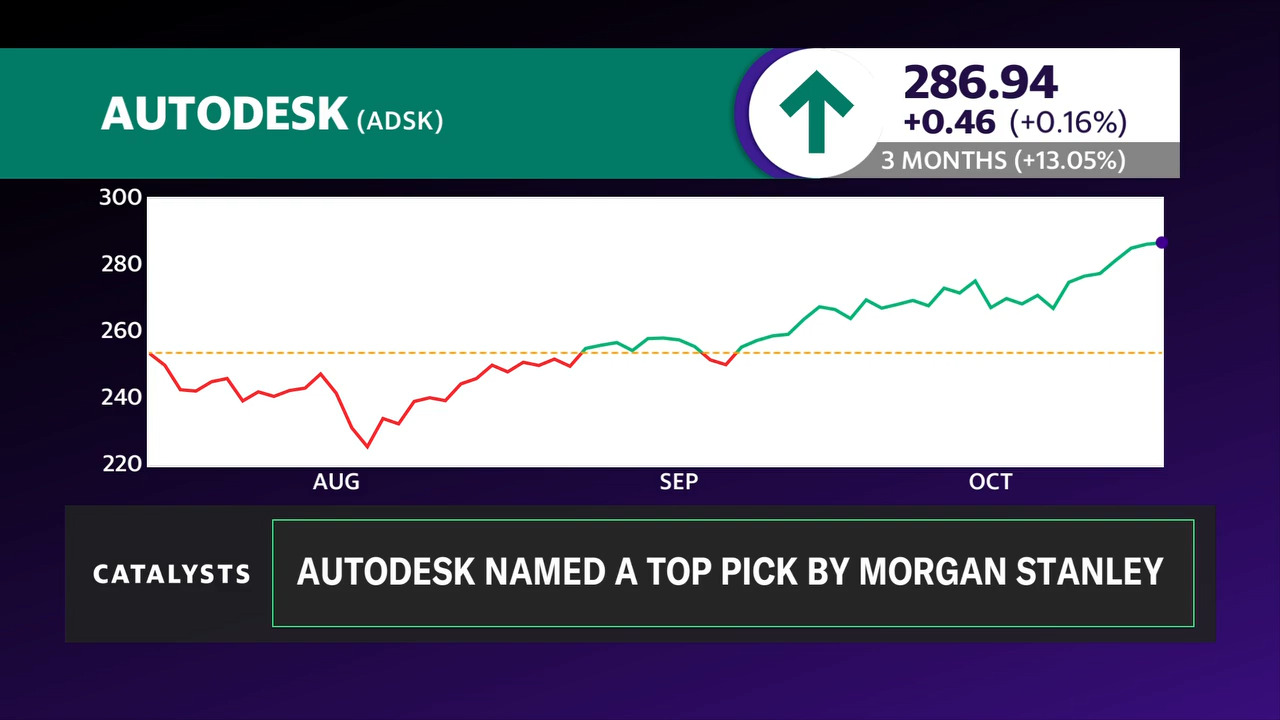 AUTODESK (ADSK)
286.94
+0.46 (+0.16%)
3 MONTHS (+13.05%)
300
280
260
240
220
AUG SEP OCT
CATALYSTS
AUTODESK NAMED A TOP PICK BY MORGAN STANLEY